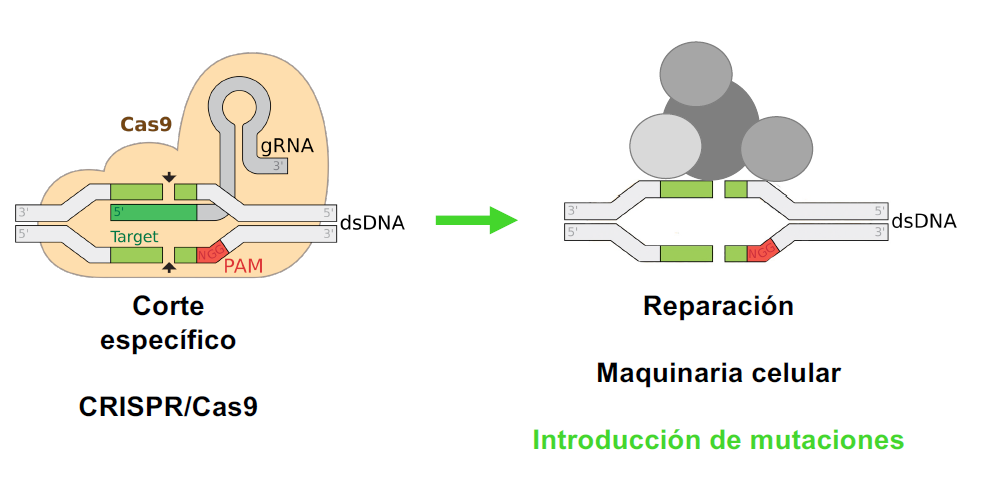 Cas9
gRNA
3'
3'
5'
5'
dsDNA
5'
3'
Target
NGG
PAM
Corte
específico
CRISPR/Cas9
3'
5'
dsDNA
5'
3'
NGG
Reparación
Maquinaria celular
Introducción de mutaciones